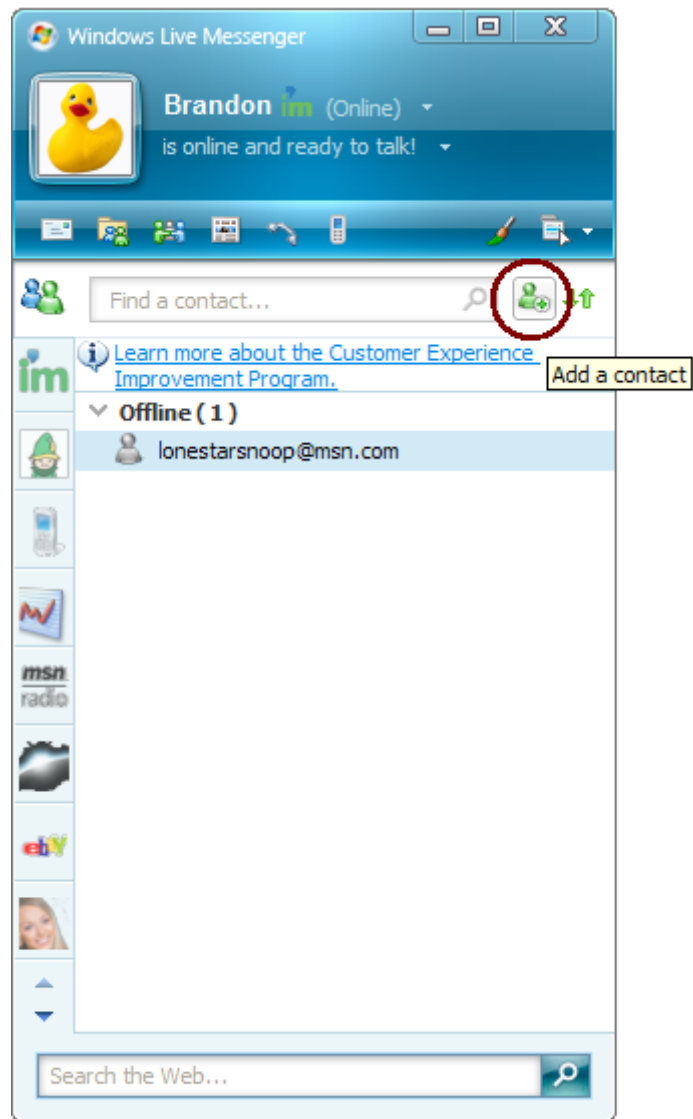 Windows Live Messenger
Brandon im (Online)
is online and ready to talk!
Find a contact...
Add a contact
im
Learn more about the Customer Experience
Improvement Program.
Offline ( 1 )
lonestarsnoop@msn.com
msn
radio
ebY
Search the Web...